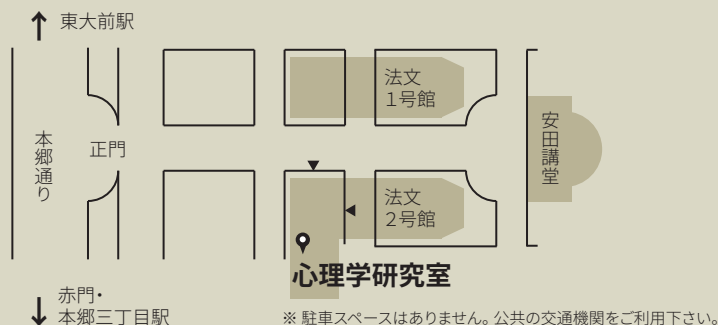 東大前駅
法文
1号館
安田講堂
本郷通り
正門
法文
2号館
心理学研究室
赤門・
本郷三丁目駅
※ 駐車スペースはありません。公共の交通機関をご利用下さい。